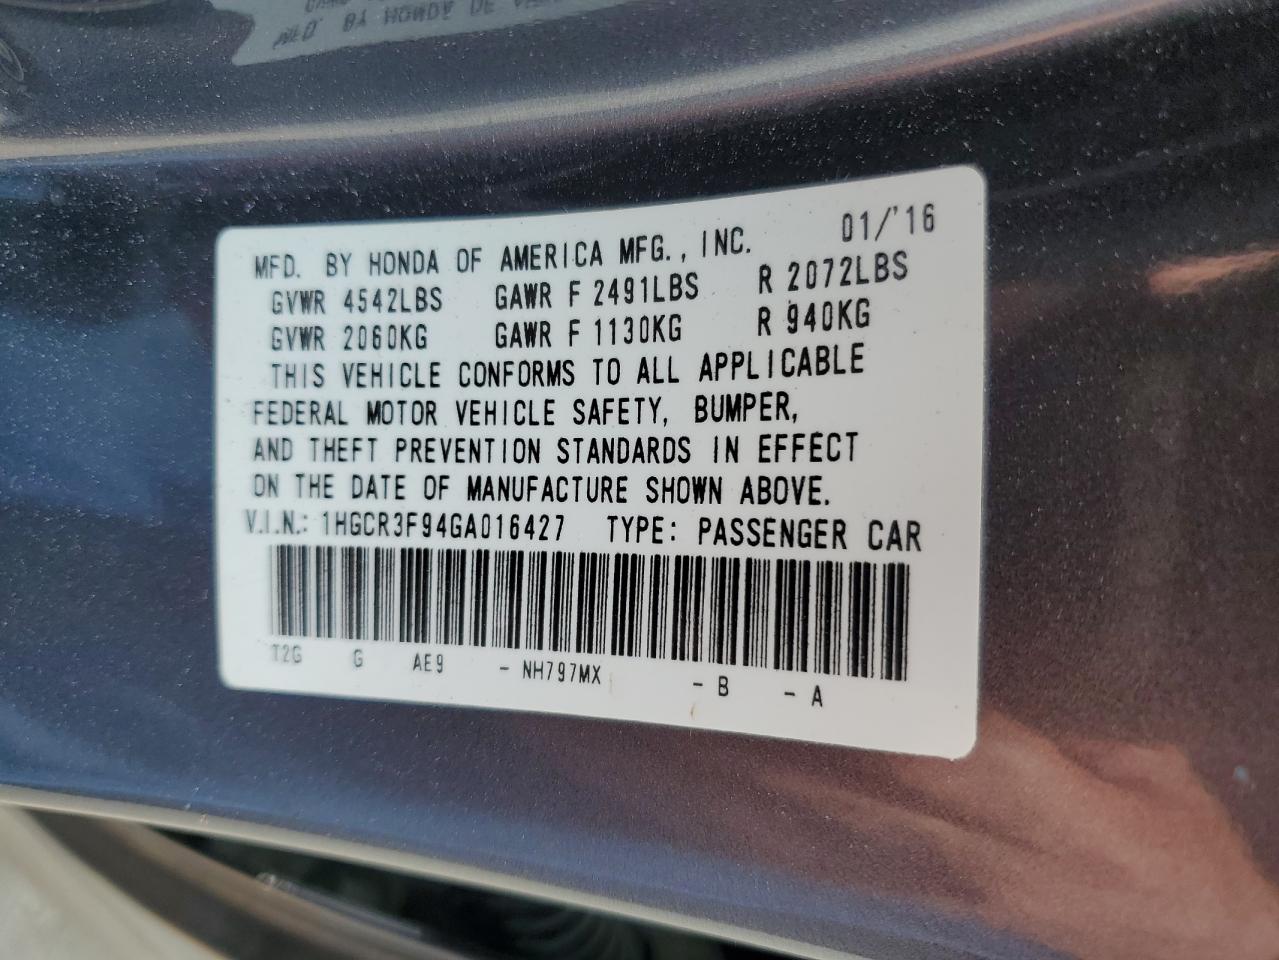 MFD. BY HONDA OF AMERICA MFG., INC. 01/'16
GVWR 4542LBS GAWR F 2491LBS R 2072LBS
GVWR 2060KG GAWR F 1130KG R 940KG
THIS VEHICLE CONFORMS TO ALL APPLICABLE
FEDERAL MOTOR VEHICLE SAFETY, BUMPER,
AND THEFT PREVENTION STANDARDS IN EFFECT
ON THE DATE OF MANUFACTURE SHOWN ABOVE.
V.I.N.: 1HGCR3F94GA016427 TYPE: PASSENGER CAR
T2G G AE9 - NH797MX - B - A